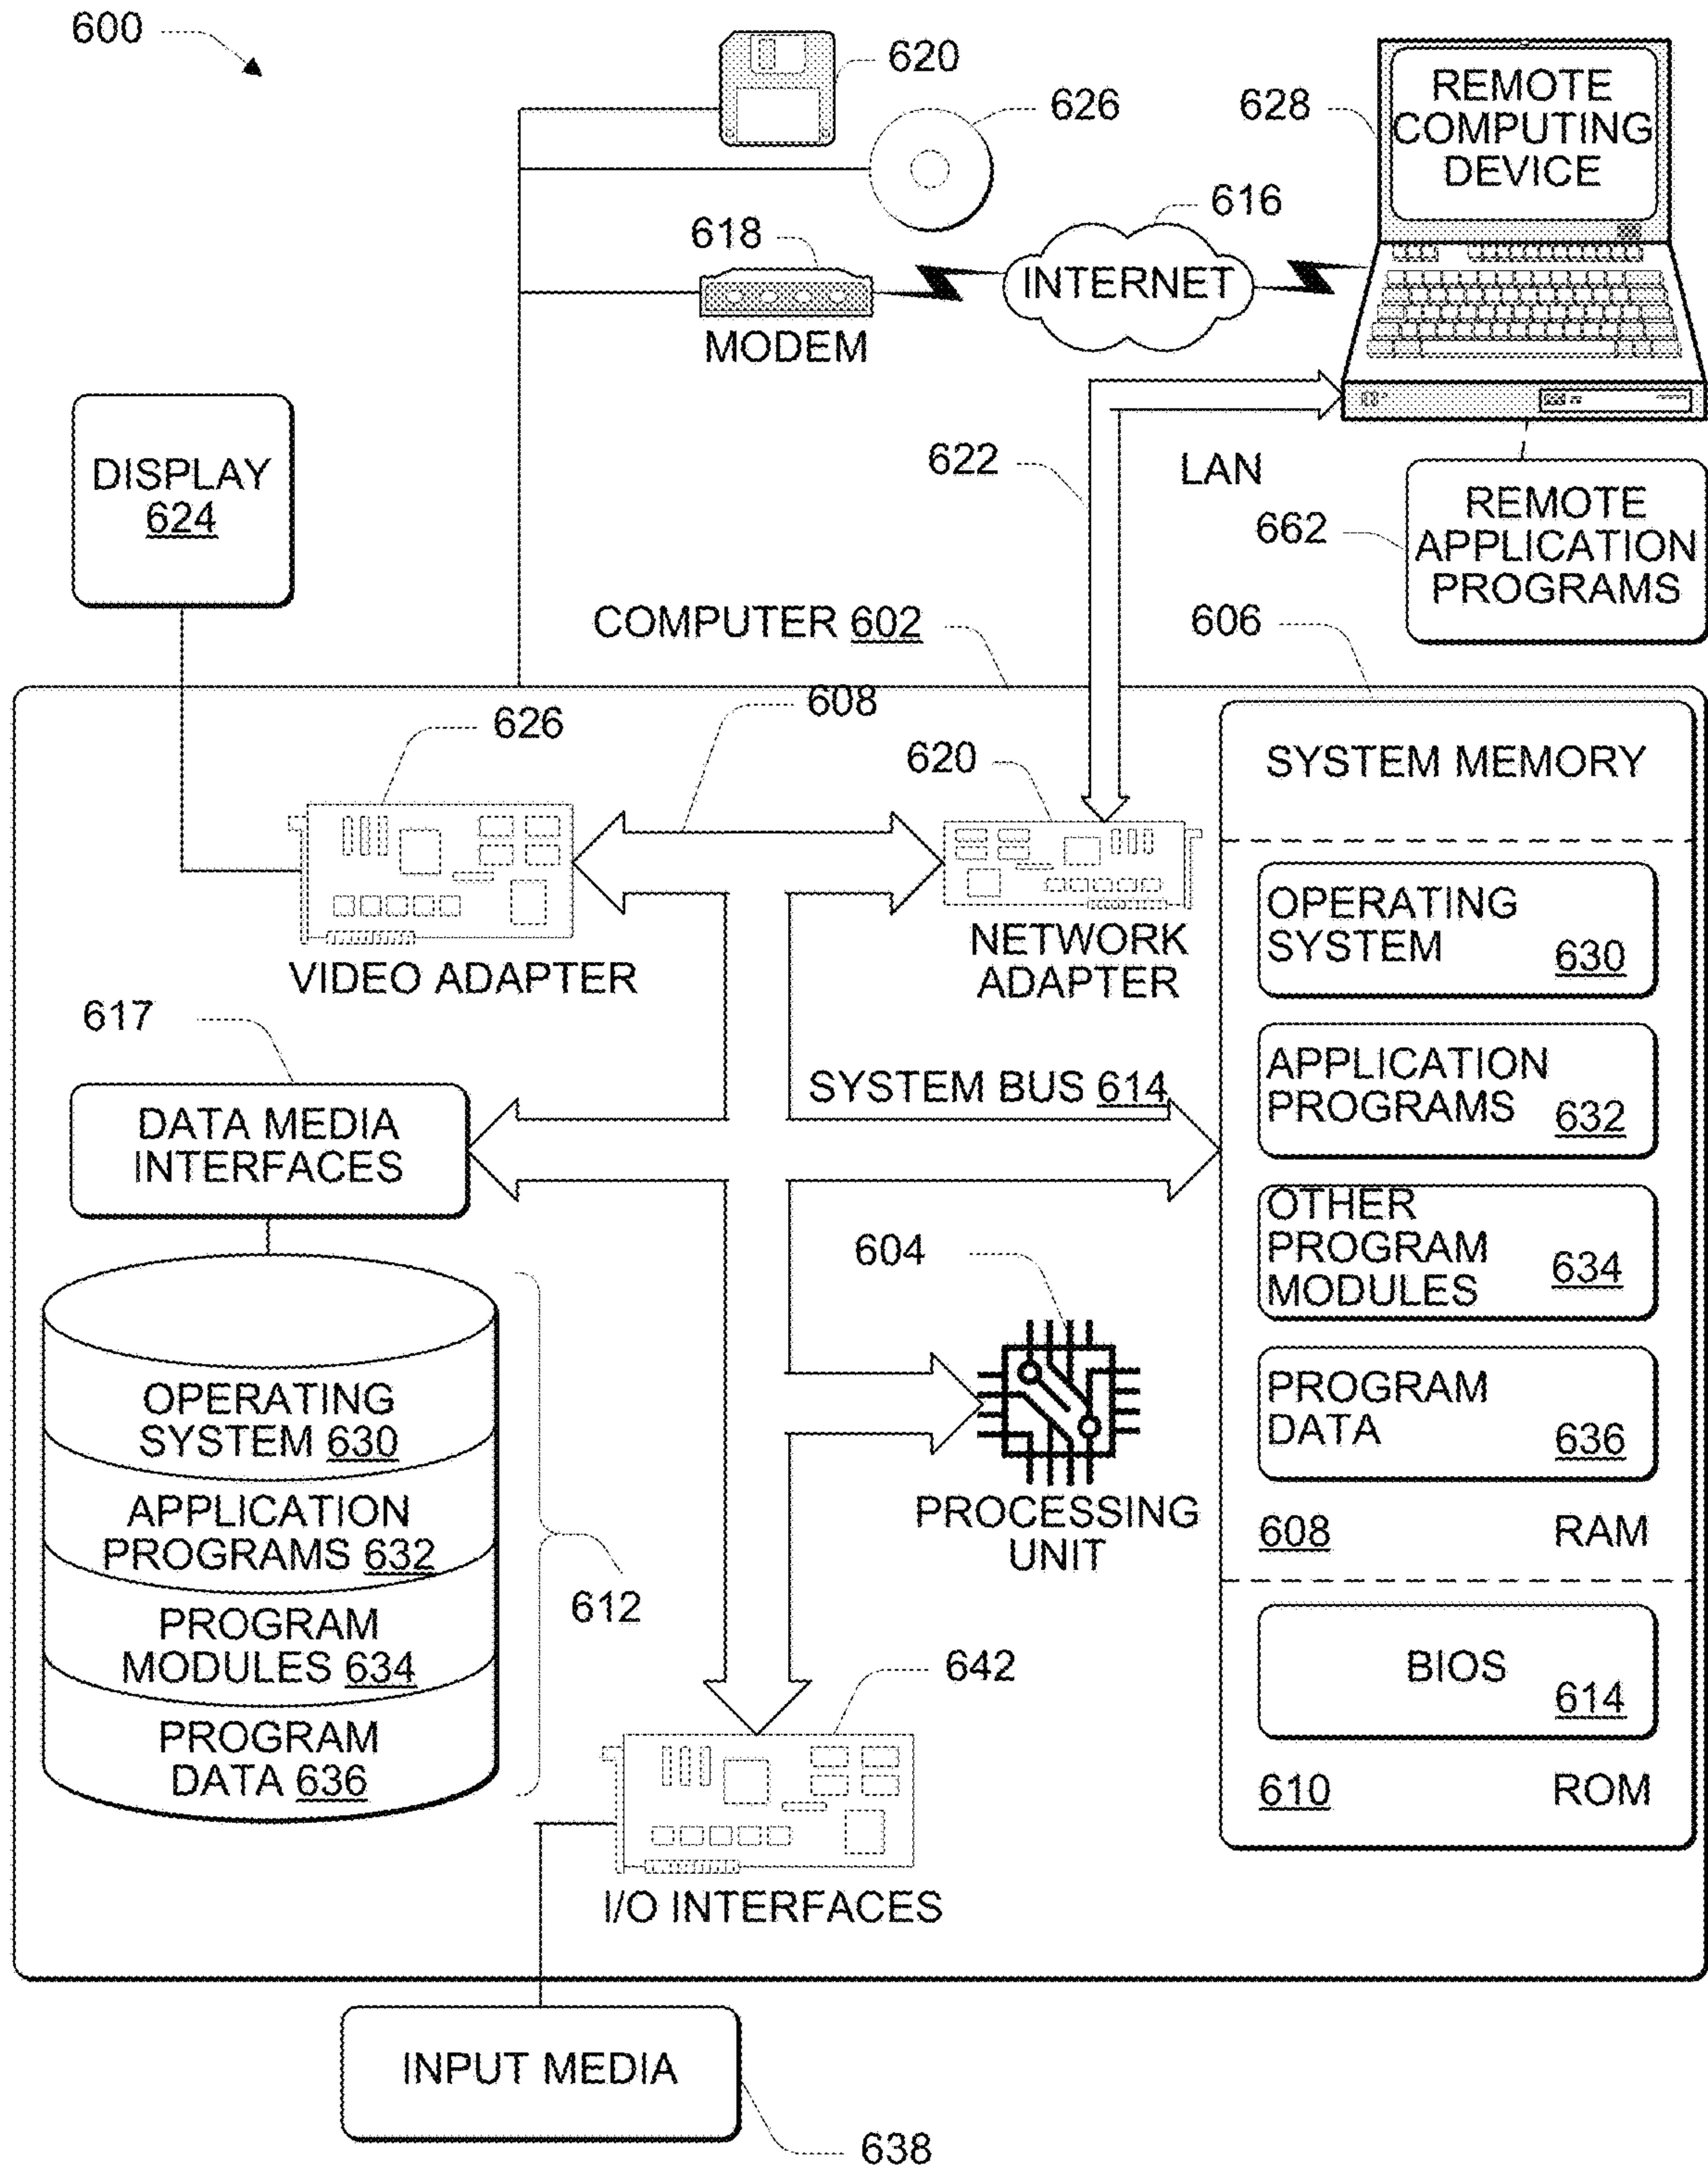 600
620
626
628
REMOTE
COMPUTING
DEVICE
616
618
INTERNET
MODEM
DISPLAY
624
622
LAN
662
REMOTE
APPLICATION
PROGRAMS
COMPUTER 602
606
608
626
620
SYSTEM MEMORY
VIDEO ADAPTER
NETWORK
ADAPTER
OPERATING
SYSTEM
630
617
DATA MEDIA
INTERFACES
SYSTEM BUS 614
APPLICATION
PROGRAMS
632
OTHER
PROGRAM
MODULES
634
604
PROCESSING
UNIT
PROGRAM
DATA
636
608 RAM
OPERATING
SYSTEM 630
APPLICATION
PROGRAMS 632
PROGRAM
MODULES 634
PROGRAM
DATA 636
612
642
BIOS
614
610 ROM
I/O INTERFACES
INPUT MEDIA
638